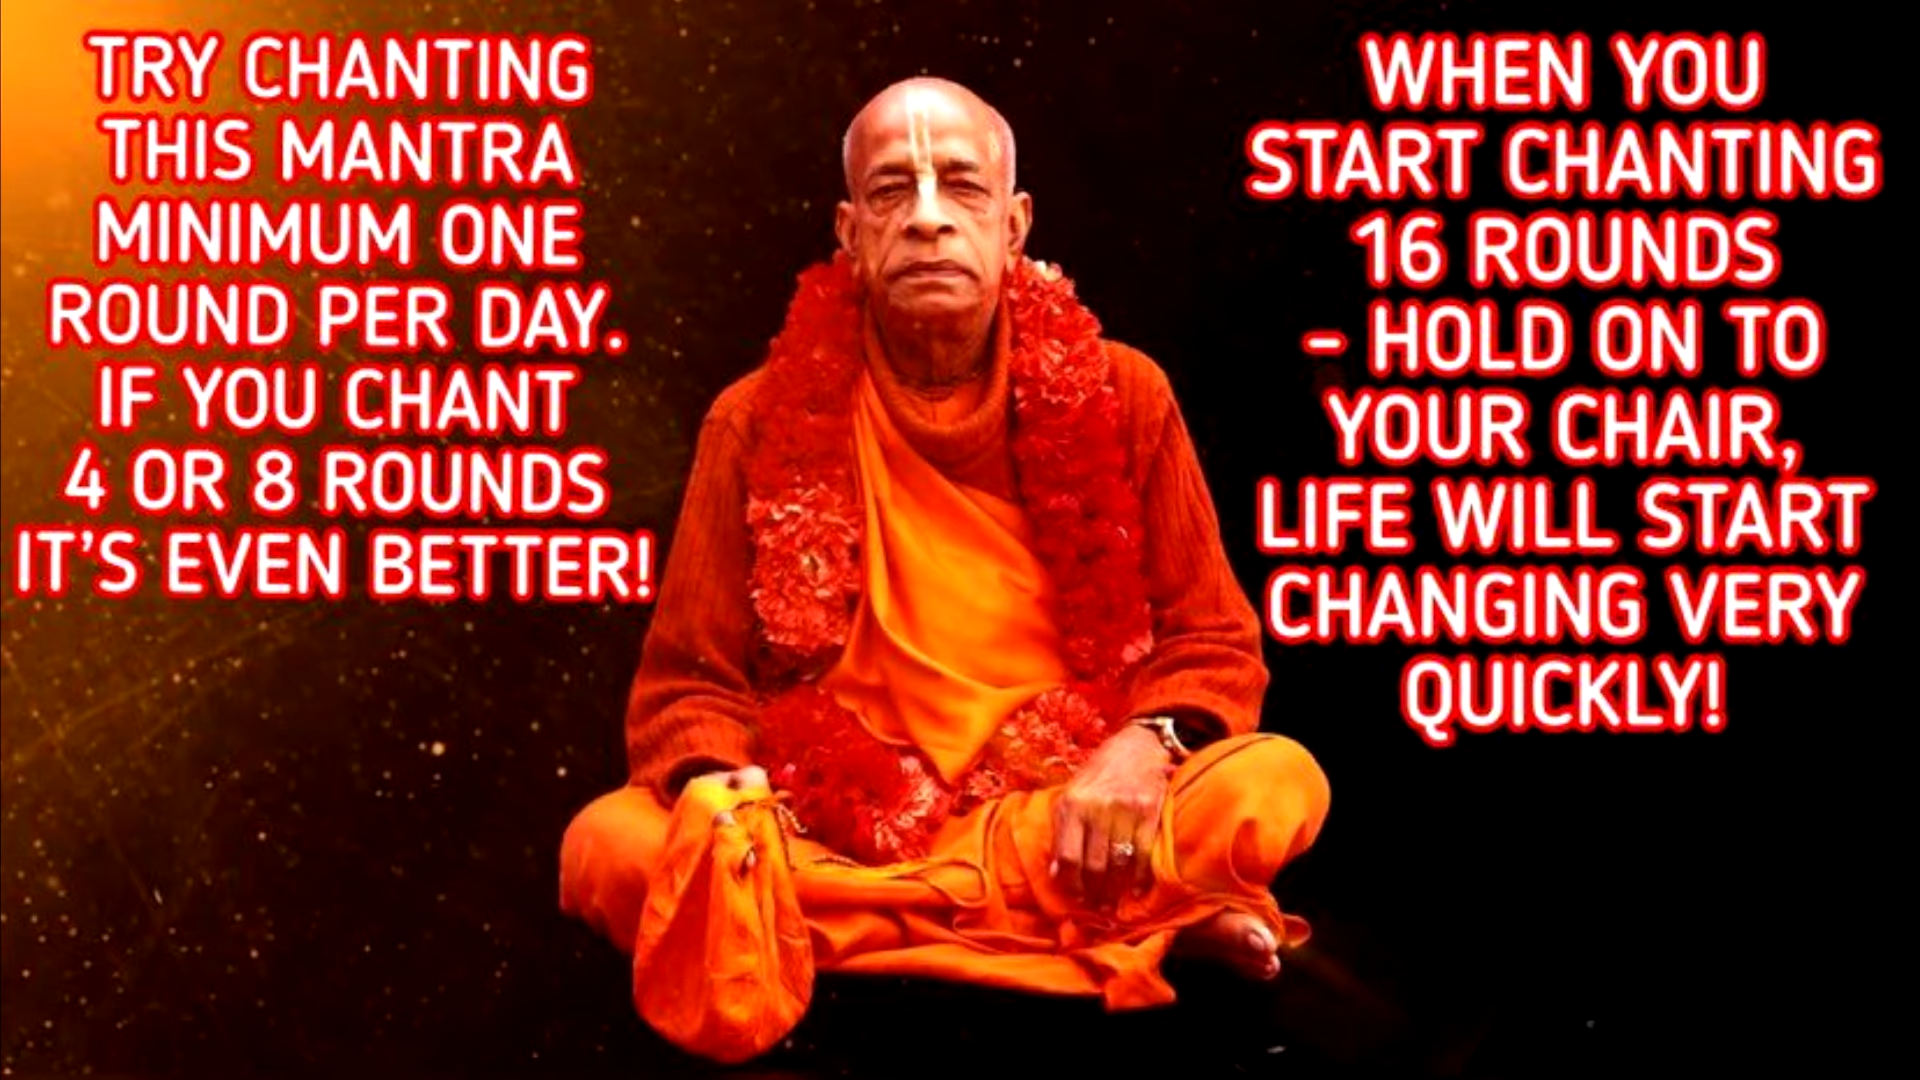 TRY CHANTING
THIS MANTRA
MINIMUM ONE
ROUND PER DAY.
IF YOU CHANT
4 OR 8 ROUNDS
IT'S EVEN BETTER!
WHEN YOU
START CHANTING
16 ROUNDS
- HOLD ON TO
YOUR CHAIR,
LIFE WILL START
CHANGING VERY
QUICKLY!